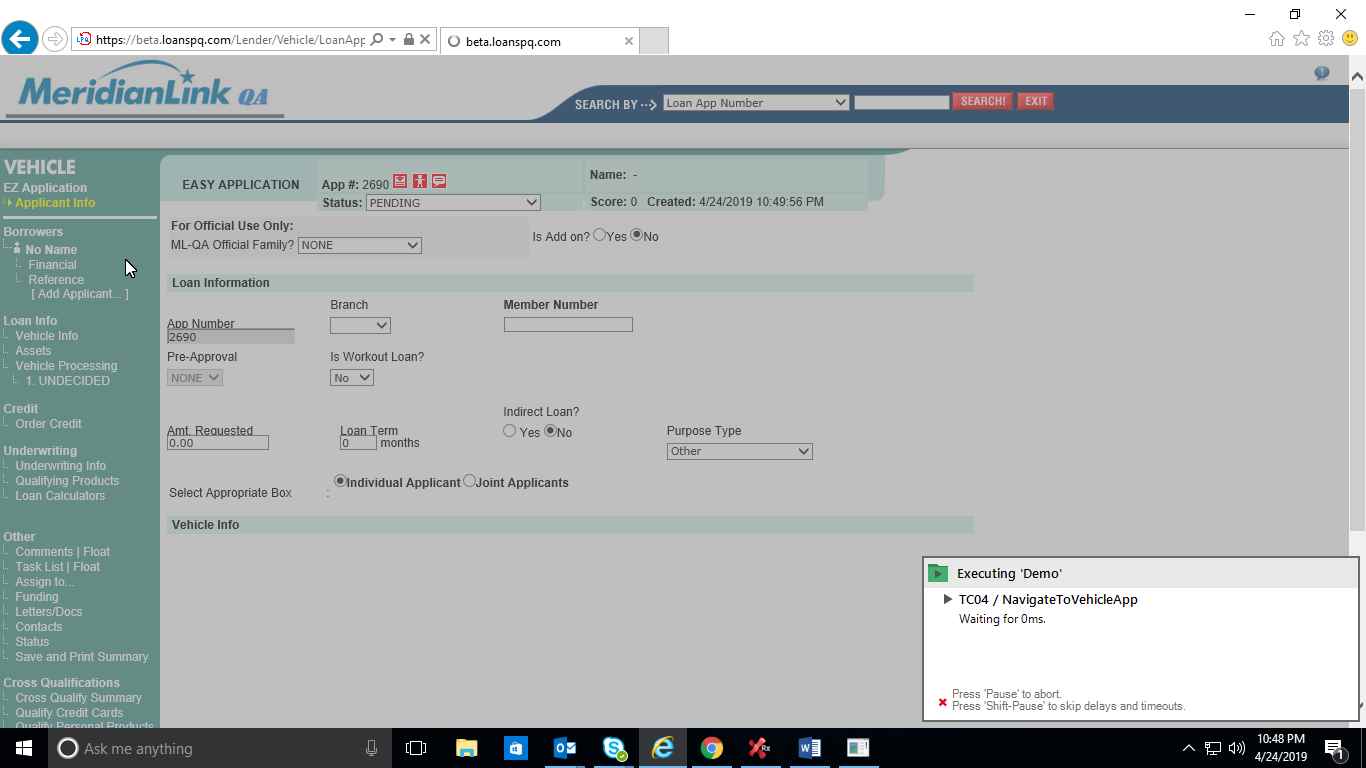 https://beta.loanspq.com/Lender/Vehicle/LoanApp
beta.loanspq.com
MeridianLink QA
SEARCH BY --> Loan App Number SEARCH! EXIT
VEHICLE
EZ Application
Applicant Info
Borrowers
No Name
Financial
Reference
[ Add Applicant... ]
Loan Info
Vehicle Info
Assets
Vehicle Processing
1. UNDECIDED
Credit
Order Credit
Underwriting
Underwriting Info
Qualifying Products
Loan Calculators
Other
Comments | Float
Task List | Float
Assign to...
Funding
Letters/Docs
Contacts
Status
Save and Print Summary
Cross Qualifications
Cross Qualify Summary
Qualify Credit Cards
Qualify Personal Products
EASY APPLICATION
App #: 2690
Status: PENDING
Name: -
Score: 0 Created: 4/24/2019 10:49:56 PM
For Official Use Only:
ML-QA Official Family? NONE
Is Add on? Yes No
Loan Information
Branch
Member Number
App Number
2690
Pre-Approval
NONE
Is Workout Loan?
No
Indirect Loan?
Yes No
Amt. Requested
0.00
Loan Term
0 months
Purpose Type
Other
Select Appropriate Box : Individual Applicant Joint Applicants
Vehicle Info
Executing 'Demo'
TC04 / NavigateToVehicleApp
Waiting for 0ms.
Press 'Pause' to abort.
Press 'Shift-Pause' to skip delays and timeouts.
Ask me anything
Rx
10:48 PM
4/24/2019
1